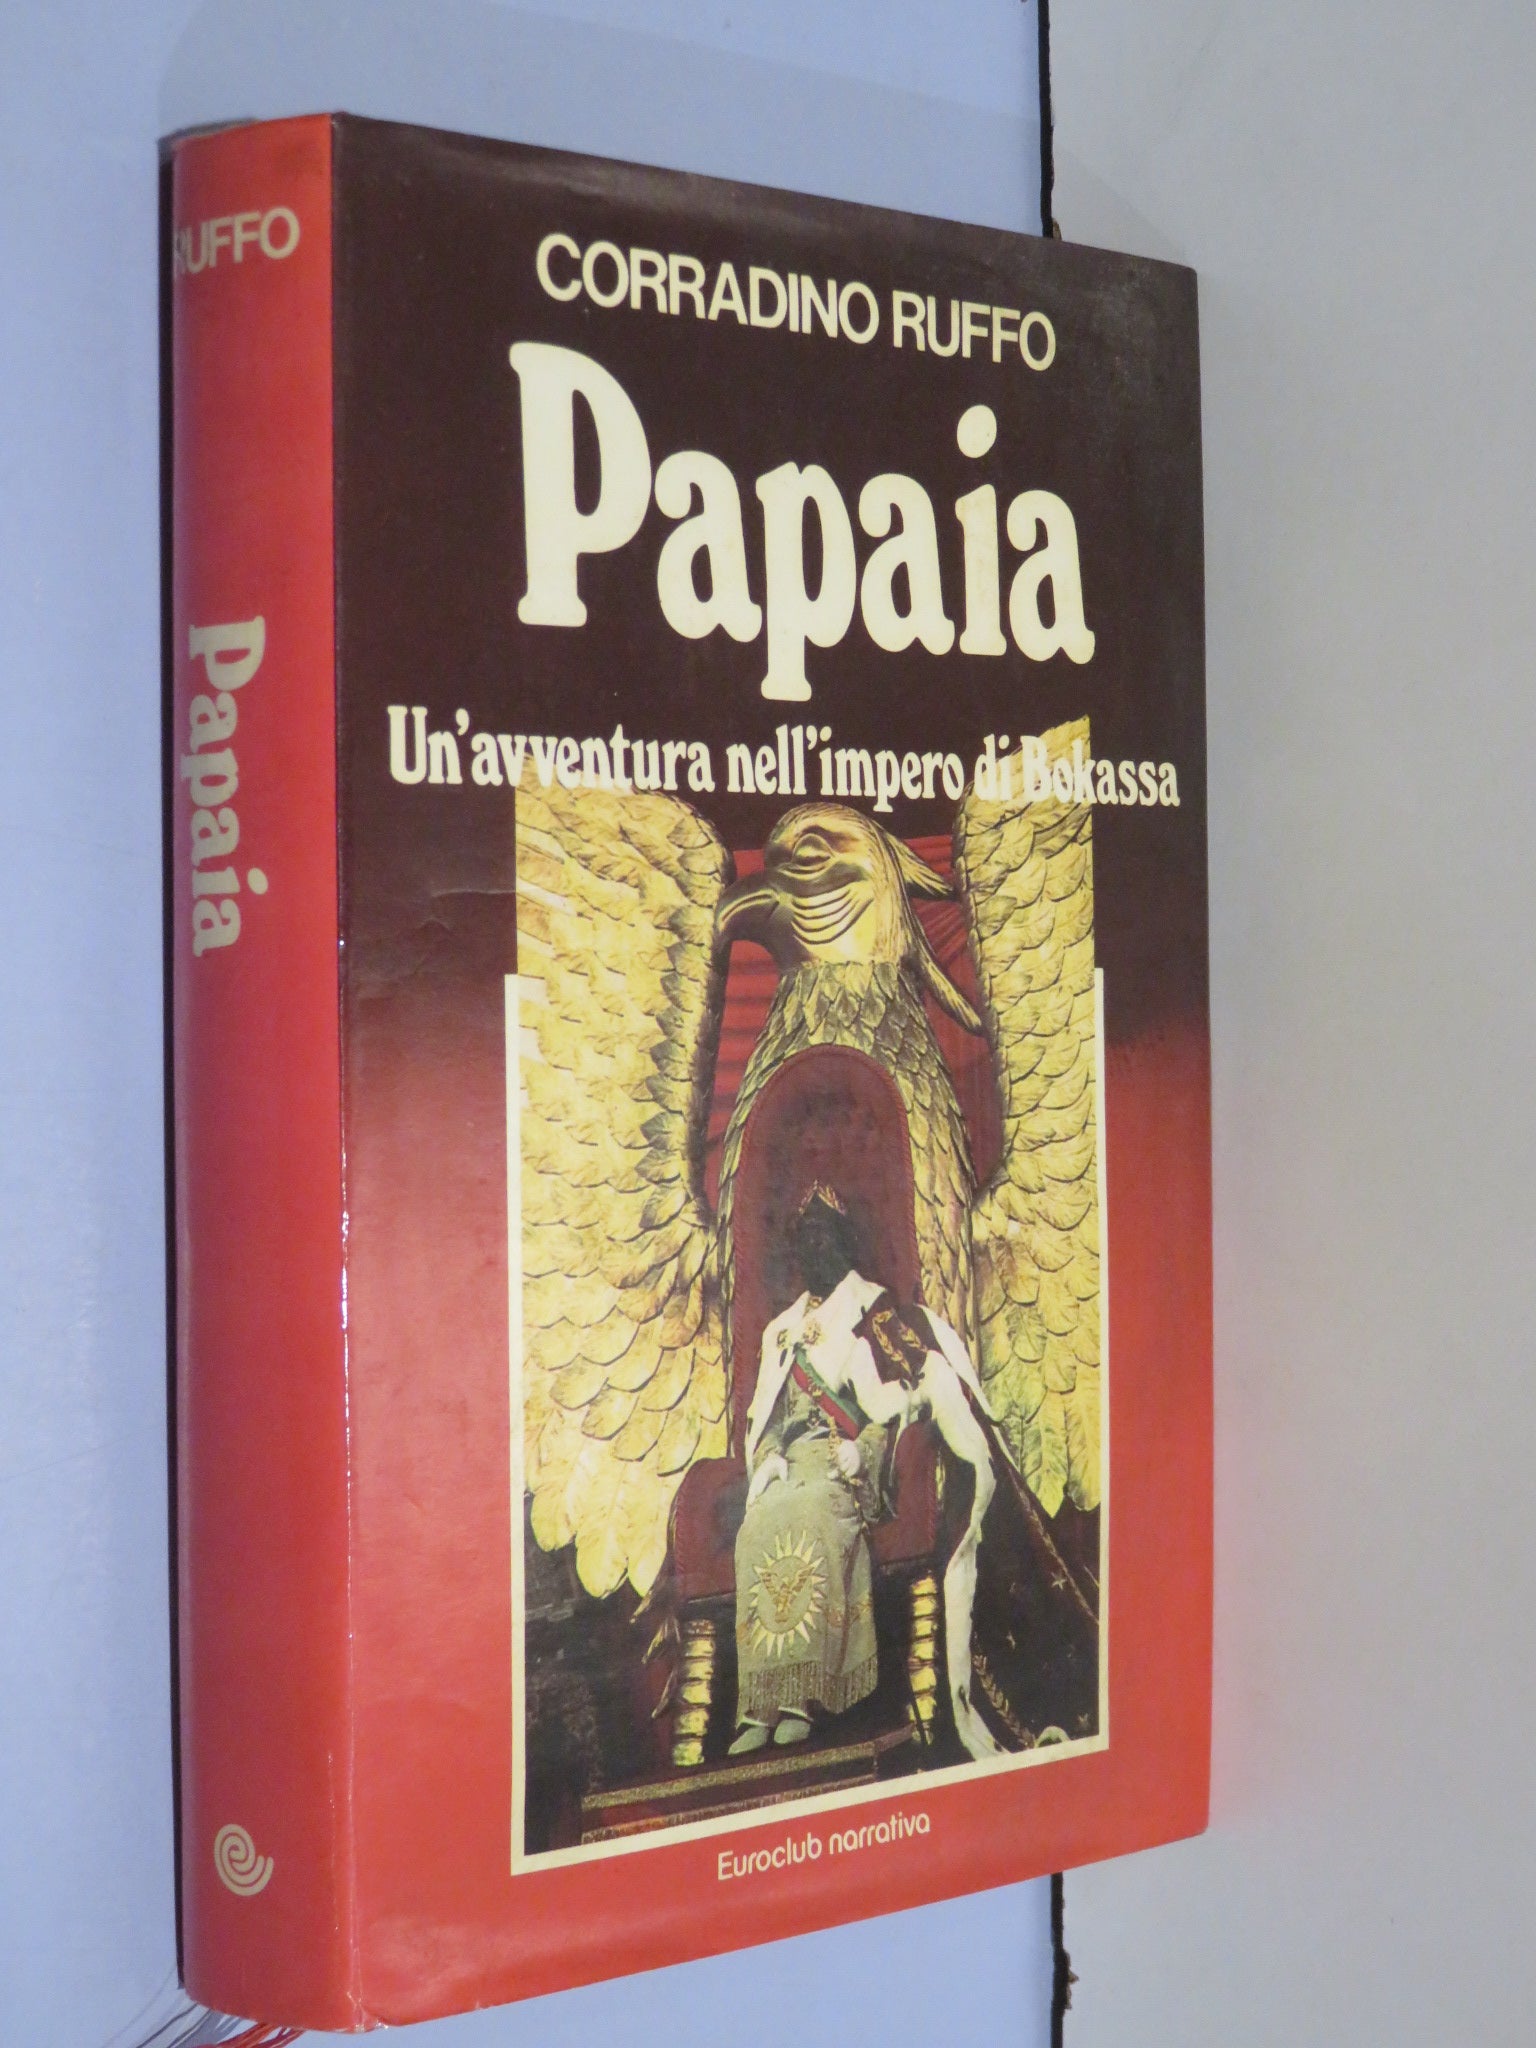 RUFFO
Papaia
CORRADINO RUFFO
Papaia
Un'avventura nell'impero di Bokassa
Euroclub narrativa